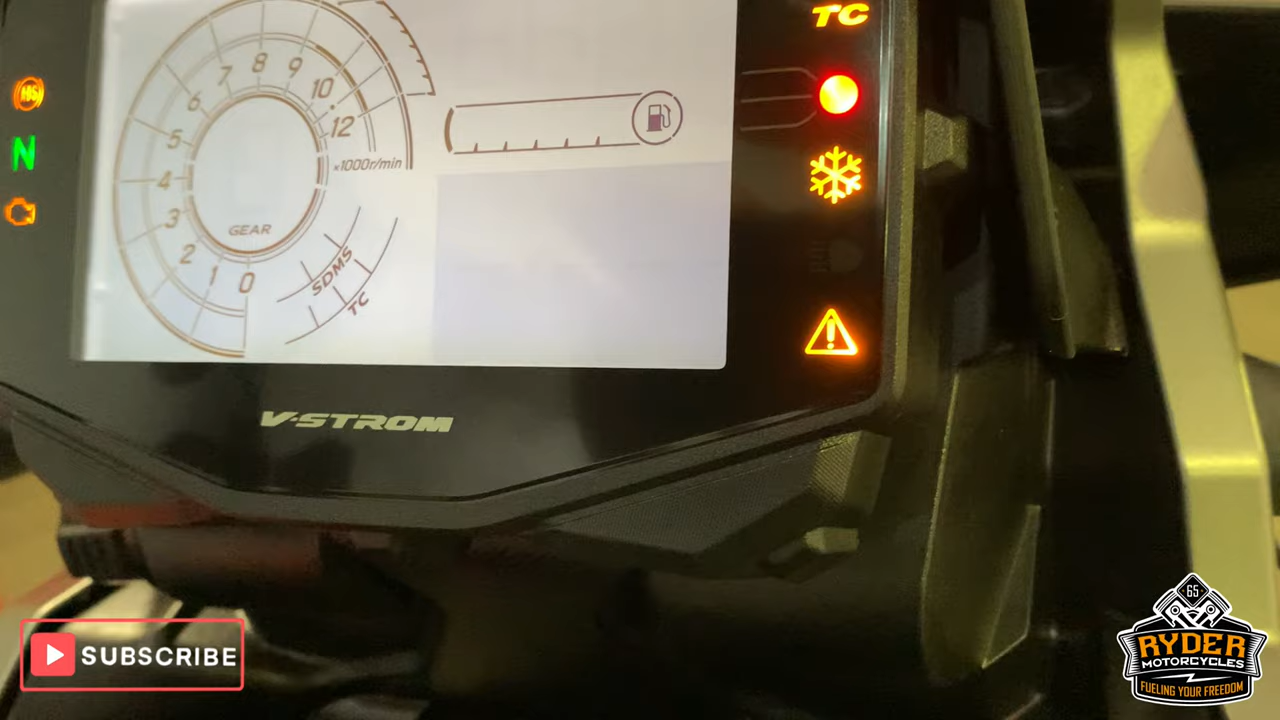 TC
ABS
N
7 8 9
6 10
5 12
×1000r/min
4
3
GEAR
2
1 0
SDMS
TC
V-STROM
SUBSCRIBE
65
RYDER
MOTORCYCLES
FUELING YOUR FREEDOM